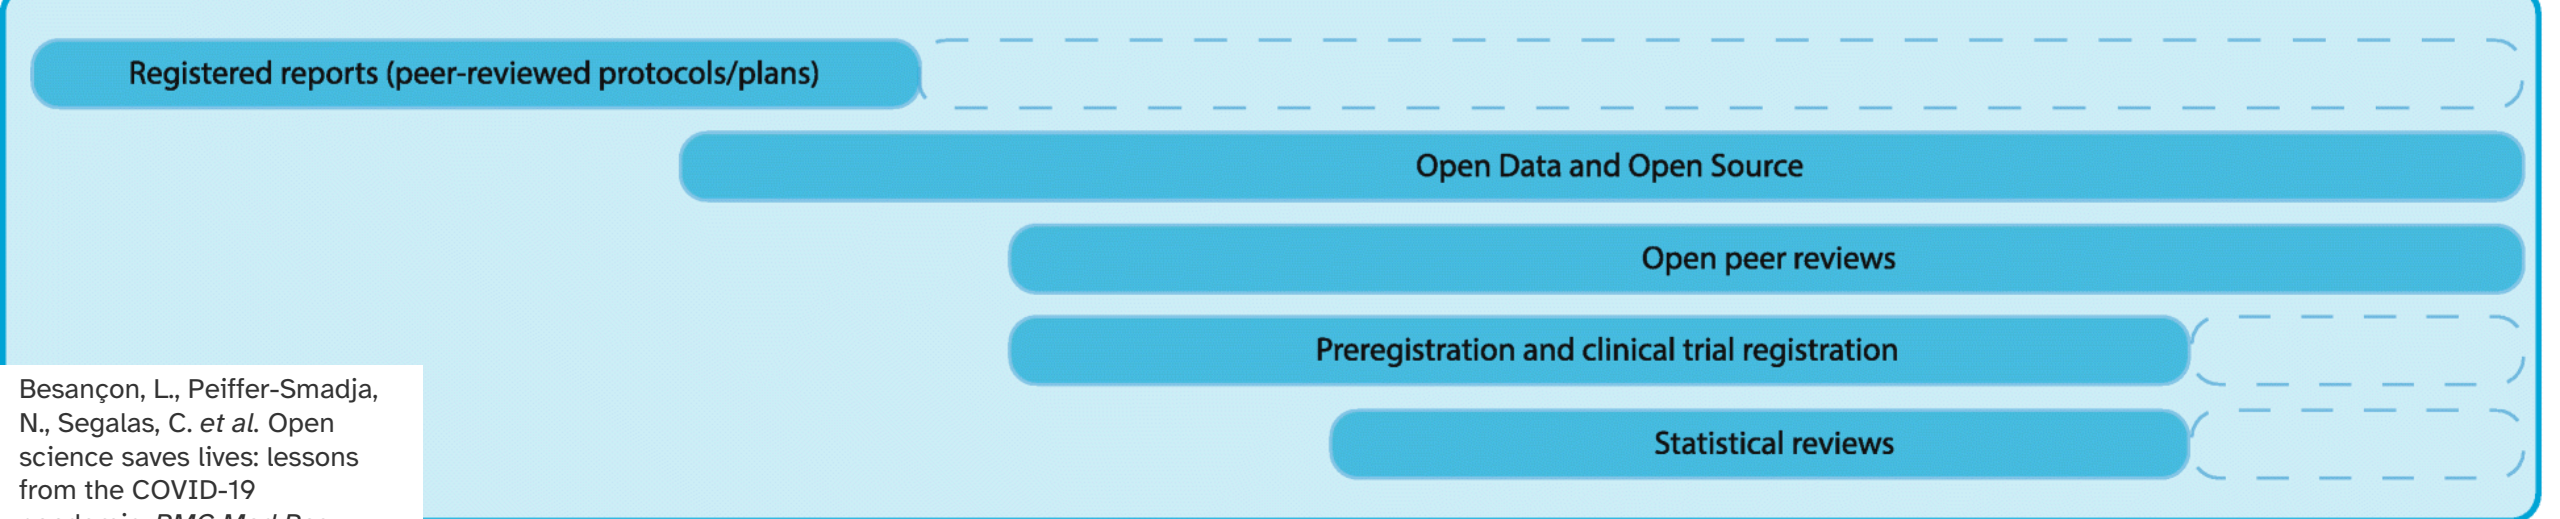 Registered reports (peer-reviewed protocols/plans)
Open Data and Open Source
Open peer reviews
Preregistration and clinical trial registration
Statistical reviews
Besançon, L., Peiffer-Smadja,
N., Segalas, C. et al. Open
science saves lives: lessons
from the COVID-19